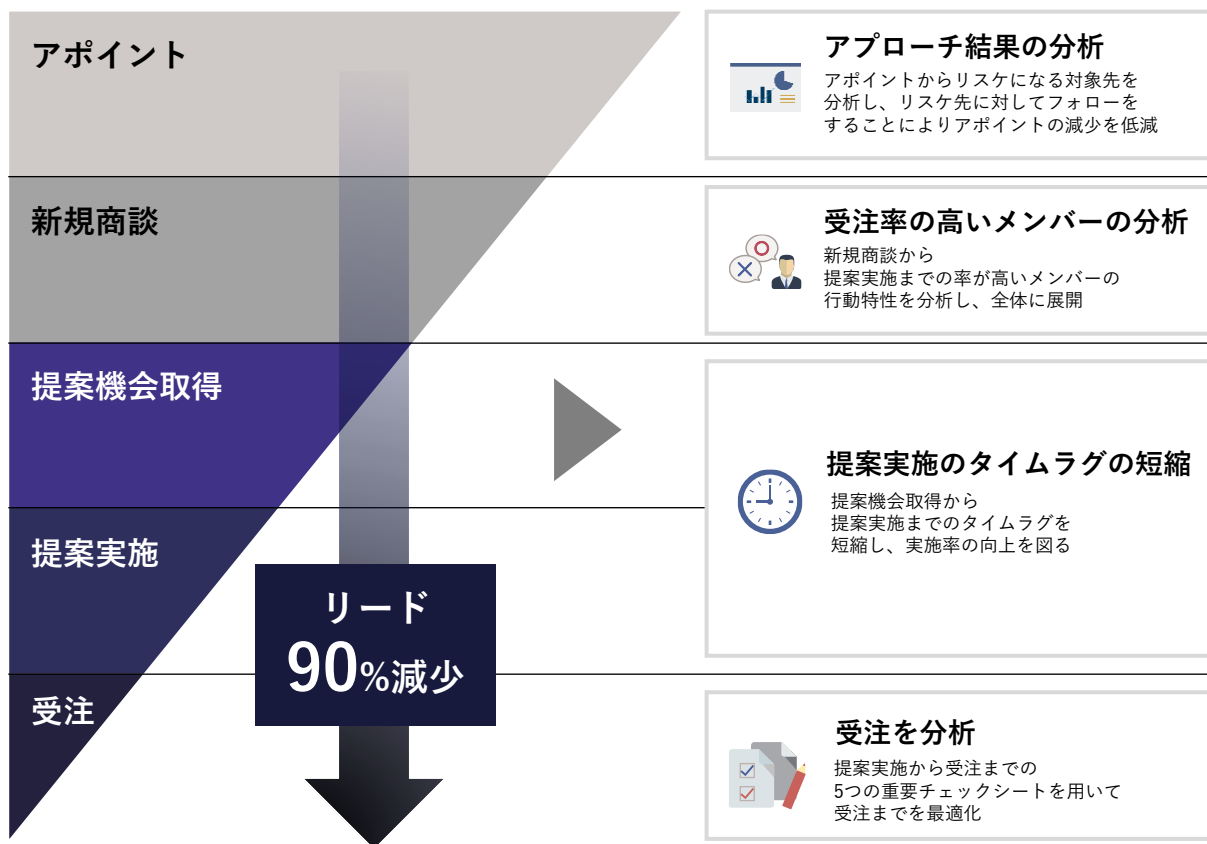 アポイント
アプローチ結果の分析
アポイントからリスケになる対象先を
分析し、リスケ先に対してフォローを
することによりアポイントの減少を低減
新規商談
受注率の高いメンバーの分析
新規商談から
提案実施までの率が高いメンバーの
行動特性を分析し、全体に展開
提案機会取得
提案実施のタイムラグの短縮
提案機会取得から
提案実施までのタイムラグを
短縮し、実施率の向上を図る
提案実施
リード
90%減少
受注
受注を分析
提案実施から受注までの
5つの重要チェックシートを用いて
受注までを最適化